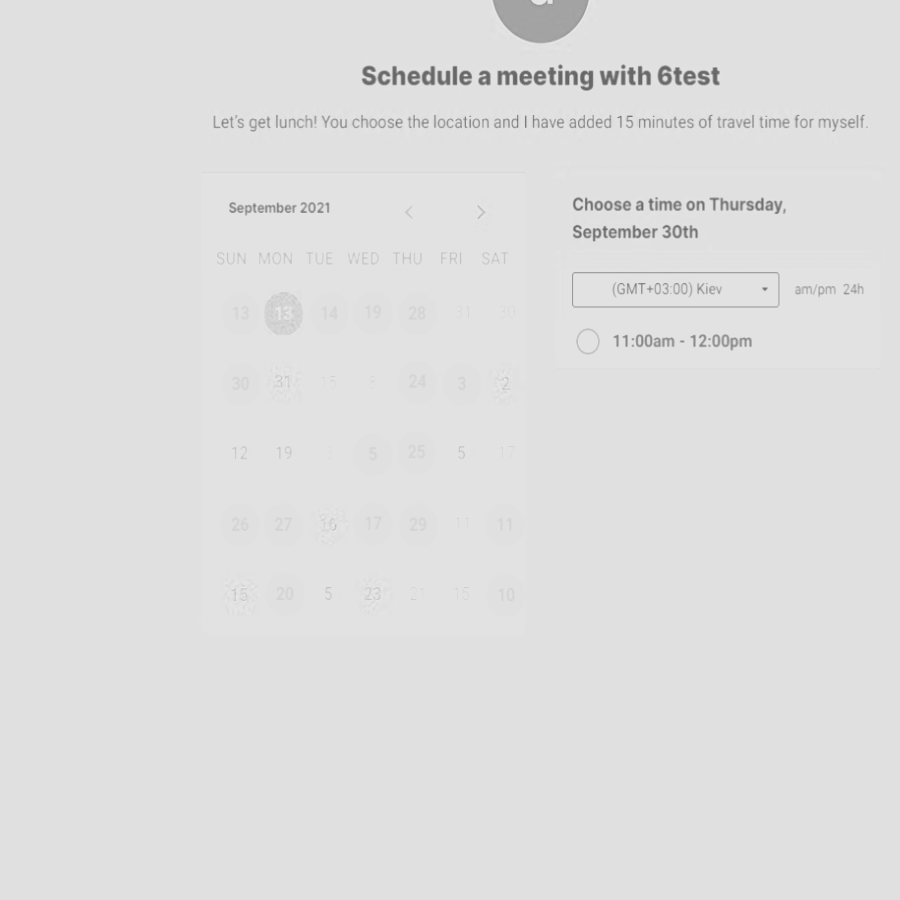 Schedule a meeting with 6test
Let's get lunch! You choose the location and I have added 15 minutes of travel time for myself.
September 2021
SUN MON TUE WED THU FRI SAT
13 13 14 19 28 31 30
30 31 15 24 3 2
12 19 5 25 5 17
26 27 16 17 29 11 11
15 20 5 23 21 15 10
Choose a time on Thursday,
September 30th
(GMT+03:00) Kiev am/pm 24h
11:00am - 12:00pm